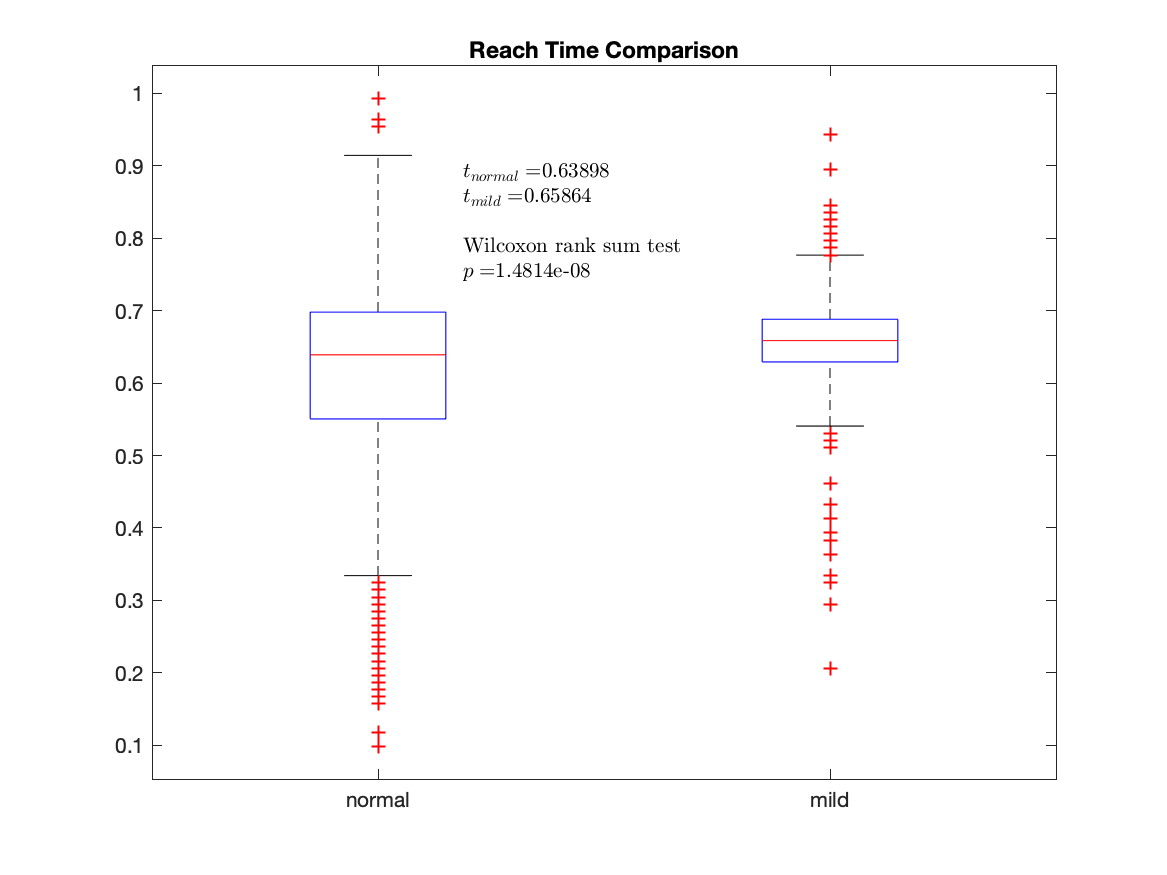 Reach Time Comparison
1
0.9
0.8
0.7
0.6
0.5
0.4
0.3
0.2
0.1
t_normal =0.63898
t_mild =0.65864
Wilcoxon rank sum test
p =1.4814e-08
normal mild